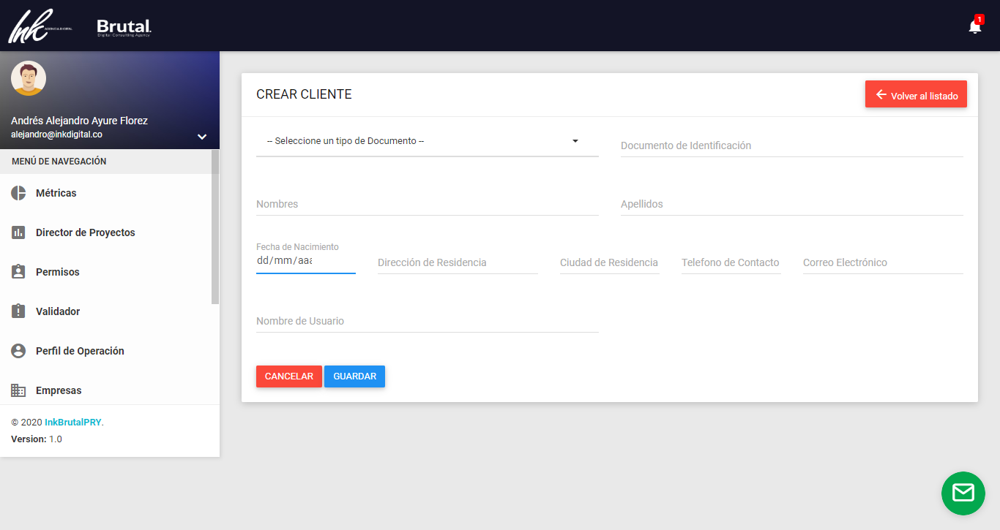 Ink AGENCIA DIGITAL
Brutal.
Digital Consulting Agency
1
Andrés Alejandro Ayure Florez
alejandro@inkdigital.co
MENÚ DE NAVEGACIÓN
Métricas
Director de Proyectos
Permisos
Validador
Perfil de Operación
Empresas
© 2020 InkBrutalPRY.
Version: 1.0
CREAR CLIENTE
Volver al listado
-- Seleccione un tipo de Documento --
Documento de Identificación
Nombres
Apellidos
Fecha de Nacimiento
dd/mm/aaa
Dirección de Residencia
Ciudad de Residencia
Telefono de Contacto
Correo Electrónico
Nombre de Usuario
CANCELAR
GUARDAR